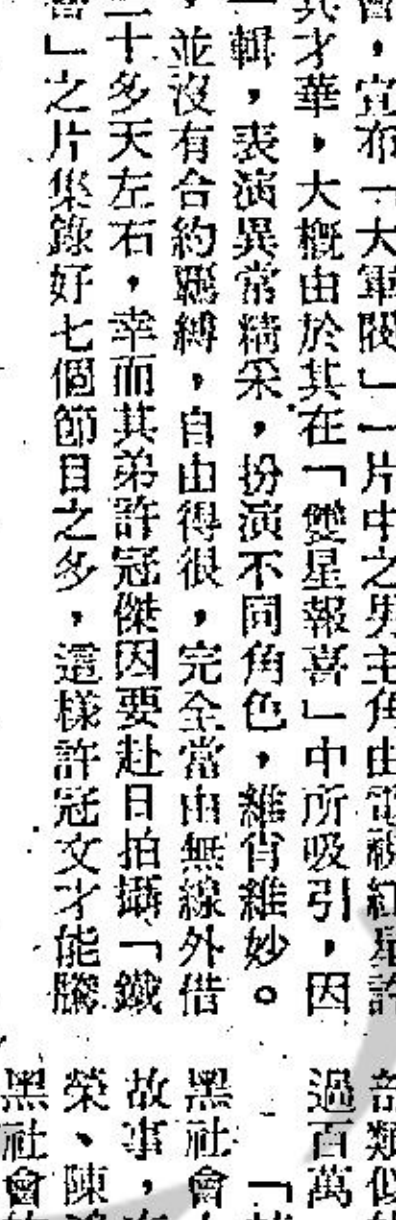 會，宣布「大軍閥」一片中之男主角由電視紅星許
其才華，大概由於其在「雙星報喜」中所吸引，因
一輯，表演異常精采，扮演不同角色，維肖維妙。
，並沒有合約羈縛，自由得很，完全當由無線外借
二十多天左右，幸而其弟許冠傑因要赴日拍攝「鐵
會」之片集錄好七個節目之多，這樣許冠文才能騰
部類似
過百萬
「
黑社會
故事，
榮、陳
黑社會